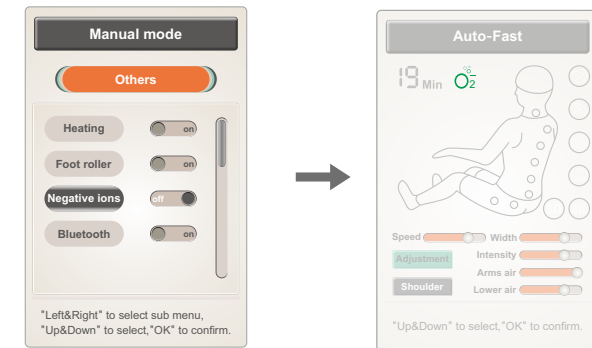 Manual mode
Others
Heating on
Foot roller on
Negative ions off
Bluetooth on
"Left&Right" to select sub menu,
"Up&Down" to select,"OK" to confirm.
Auto-Fast
19 Min O2
Speed Width
Adjustment Intensity
Arms air
Shoulder Lower air
"Up&Down" to select,"OK" to confirm.